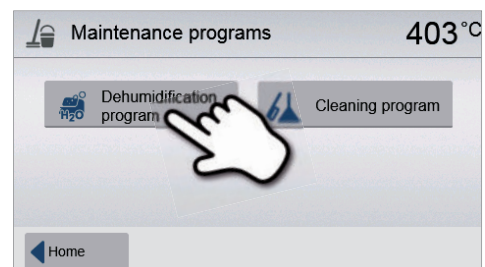 Maintenance programs 403 °C
Dehumidification
program
H₂O
Cleaning program
Home